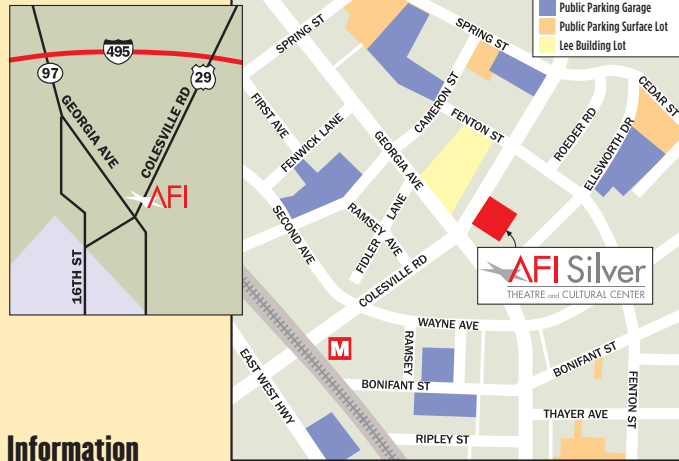 495
97
29
GEORGIA AVE
COLESVILLE RD
AFI
16TH ST
Public Parking Garage
Public Parking Surface Lot
Lee Building Lot
SPRING ST
SPRING ST
CEDAR ST
CAMERON ST
FIRST AVE
FENTON ST
ROEDER RD
ELLSWORTH DR
FENWICK LANE
GEORGIA AVE
SECOND AVE
RAMSEY AVE
FIDLER LANE
COLESVILLE RD
AFI Silver
THEATRE and CULTURAL CENTER
WAYNE AVE
M
RAMSEY
EAST WEST HWY
BONIFANT ST
BONIFANT ST
FENTON ST
THAYER AVE
RIPLEY ST
Information